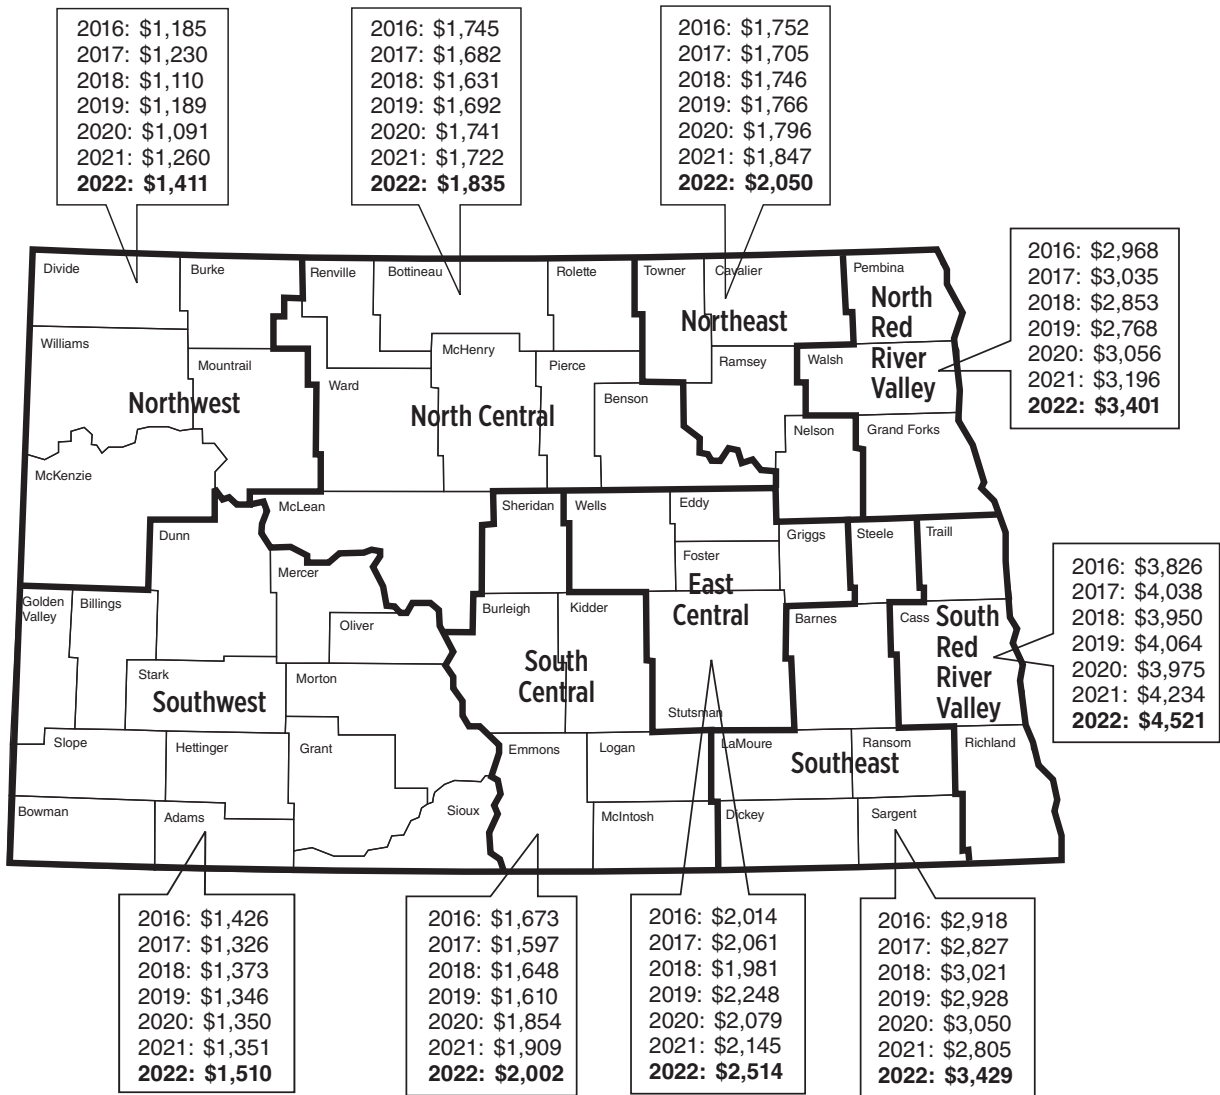 2016: $1,185
2017: $1,230
2018: $1,110
2019: $1,189
2020: $1,091
2021: $1,260
2022: $1,411
2016: $1,745
2017: $1,682
2018: $1,631
2019: $1,692
2020: $1,741
2021: $1,722
2022: $1,835
2016: $1,752
2017: $1,705
2018: $1,746
2019: $1,766
2020: $1,796
2021: $1,847
2022: $2,050
2016: $2,968
2017: $3,035
2018: $2,853
2019: $2,768
2020: $3,056
2021: $3,196
2022: $3,401
Divide
Burke
Renville
Bottineau
Rolette
Towner
Cavalier
Pembina
North
Red
River
Valley
Northeast
Williams
Mountrail
McHenry
Pierce
Ramsey
Walsh
Ward
Benson
Northwest
North Central
Nelson
Grand Forks
McKenzie
McLean
Sheridan
Wells
Eddy
Dunn
Griggs
Steele
Traill
Foster
Mercer
East
Central
Golden
Valley
Billings
Burleigh
Kidder
Oliver
Barnes
Cass
South
Red
River
Valley
South
Central
Stark
Morton
Southwest
Stutsman
Slope
Hettinger
Grant
Emmons
Logan
LaMoure
Ransom
Richland
Southeast
Bowman
Adams
Sioux
McIntosh
Dickey
Sargent
2016: $3,826
2017: $4,038
2018: $3,950
2019: $4,064
2020: $3,975
2021: $4,234
2022: $4,521
2016: $1,426
2017: $1,326
2018: $1,373
2019: $1,346
2020: $1,350
2021: $1,351
2022: $1,510
2016: $1,673
2017: $1,597
2018: $1,648
2019: $1,610
2020: $1,854
2021: $1,909
2022: $2,002
2016: $2,014
2017: $2,061
2018: $1,981
2019: $2,248
2020: $2,079
2021: $2,145
2022: $2,514
2016: $2,918
2017: $2,827
2018: $3,021
2019: $2,928
2020: $3,050
2021: $2,805
2022: $3,429